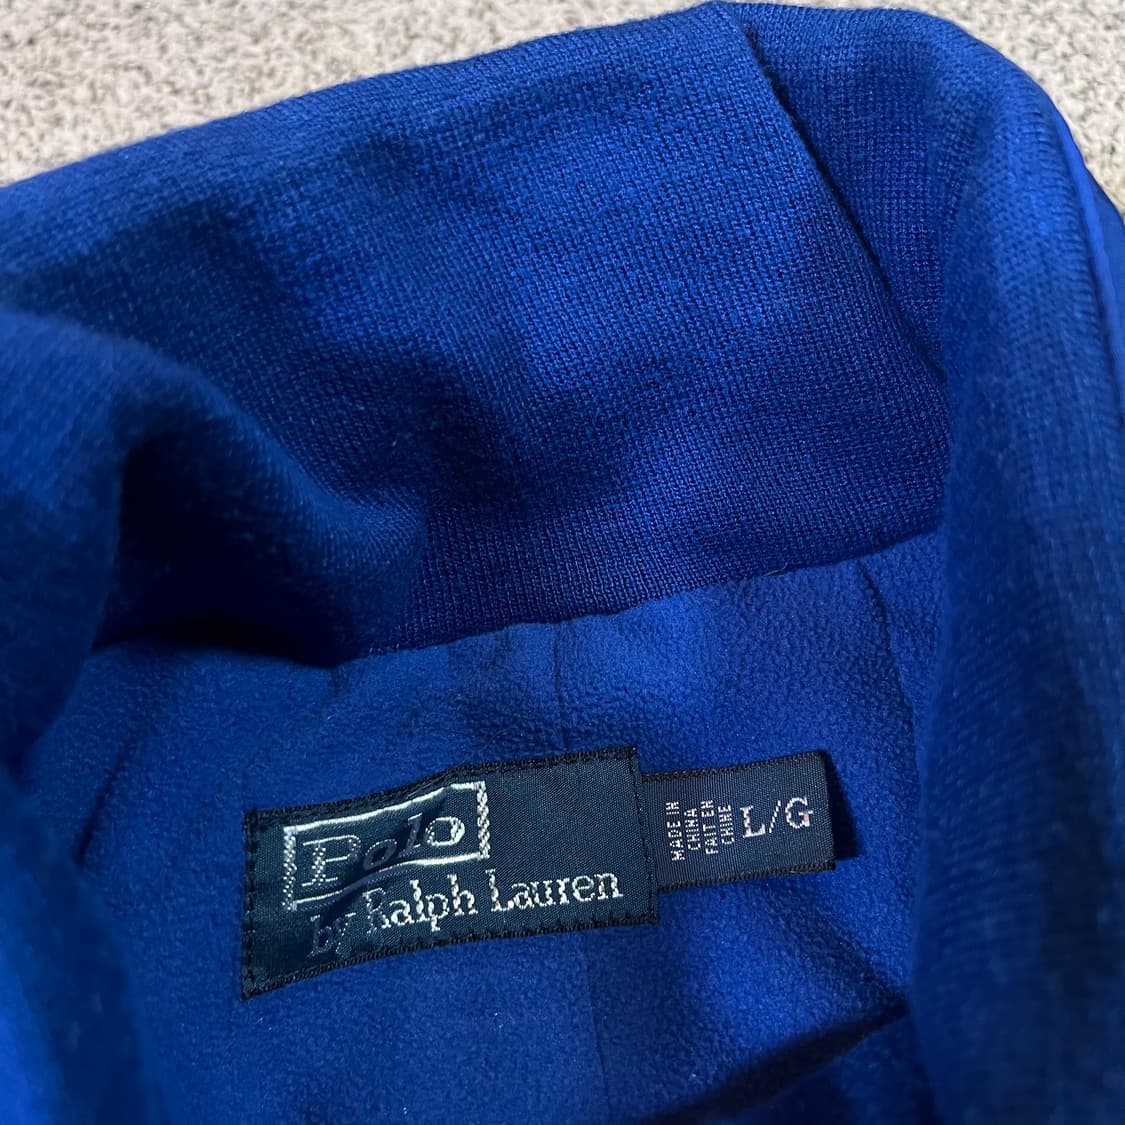 Polo
by Ralph Lauren
MADE IN
CHINA
FAIT EN
CHINE
L/G